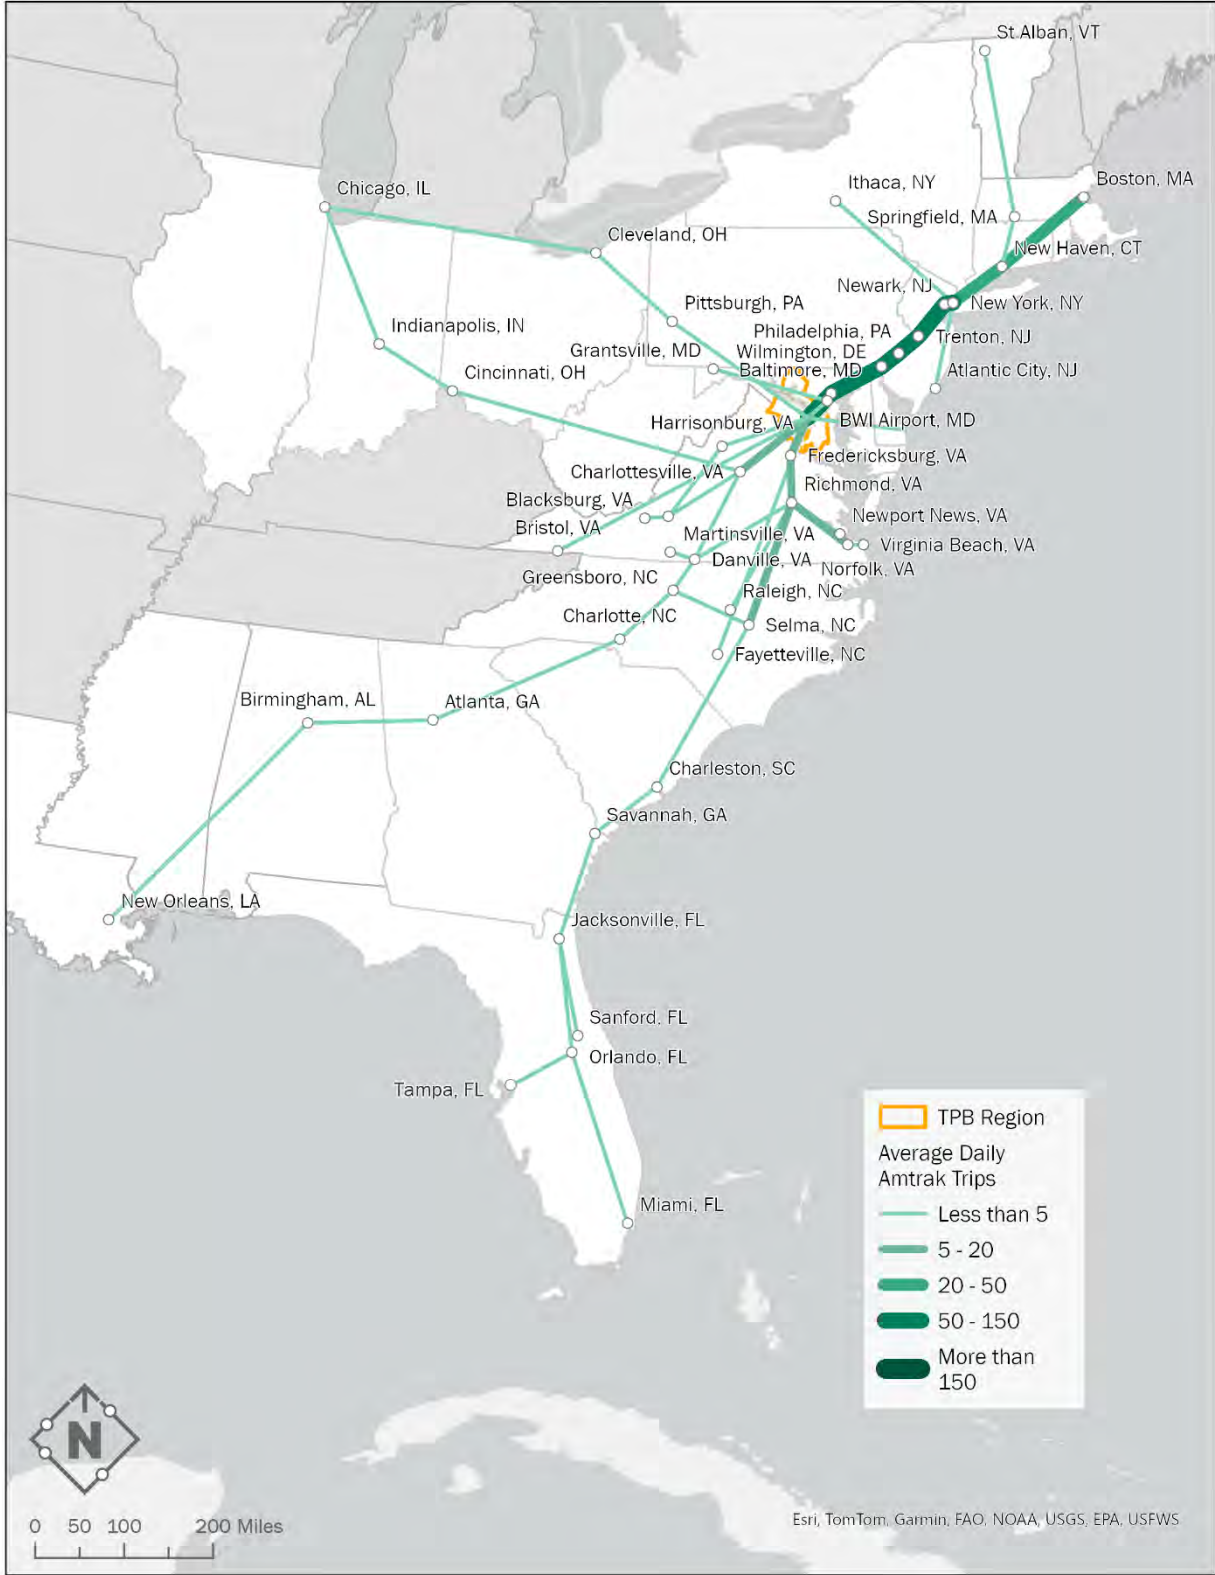 St Alban, VT
Boston, MA
Ithaca, NY
Chicago, IL
Springfield, MA
Cleveland, OH
New Haven, CT
Newark, NJ
New York, NY
Pittsburgh, PA
Indianapolis, IN
Philadelphia, PA
Trenton, NJ
Grantsville, MD
Wilmington, DE
Baltimore, MD
Atlantic City, NJ
Cincinnati, OH
Harrisonburg, VA
BWI Airport, MD
Fredericksburg, VA
Charlottesville, VA
Richmond, VA
Blacksburg, VA
Newport News, VA
Bristol, VA
Martinsville, VA
Virginia Beach, VA
Danville, VA
Norfolk, VA
Greensboro, NC
Raleigh, NC
Charlotte, NC
Selma, NC
Fayetteville, NC
Birmingham, AL
Atlanta, GA
Charleston, SC
Savannah, GA
New Orleans, LA
Jacksonville, FL
Sanford, FL
Orlando, FL
Tampa, FL
Miami, FL
TPB Region
Average Daily
Amtrak Trips
Less than 5
5 - 20
20 - 50
50 - 150
More than
150
N
0 50 100 200 Miles
Esri, TomTom, Garmin, FAO, NOAA, USGS, EPA, USFWS